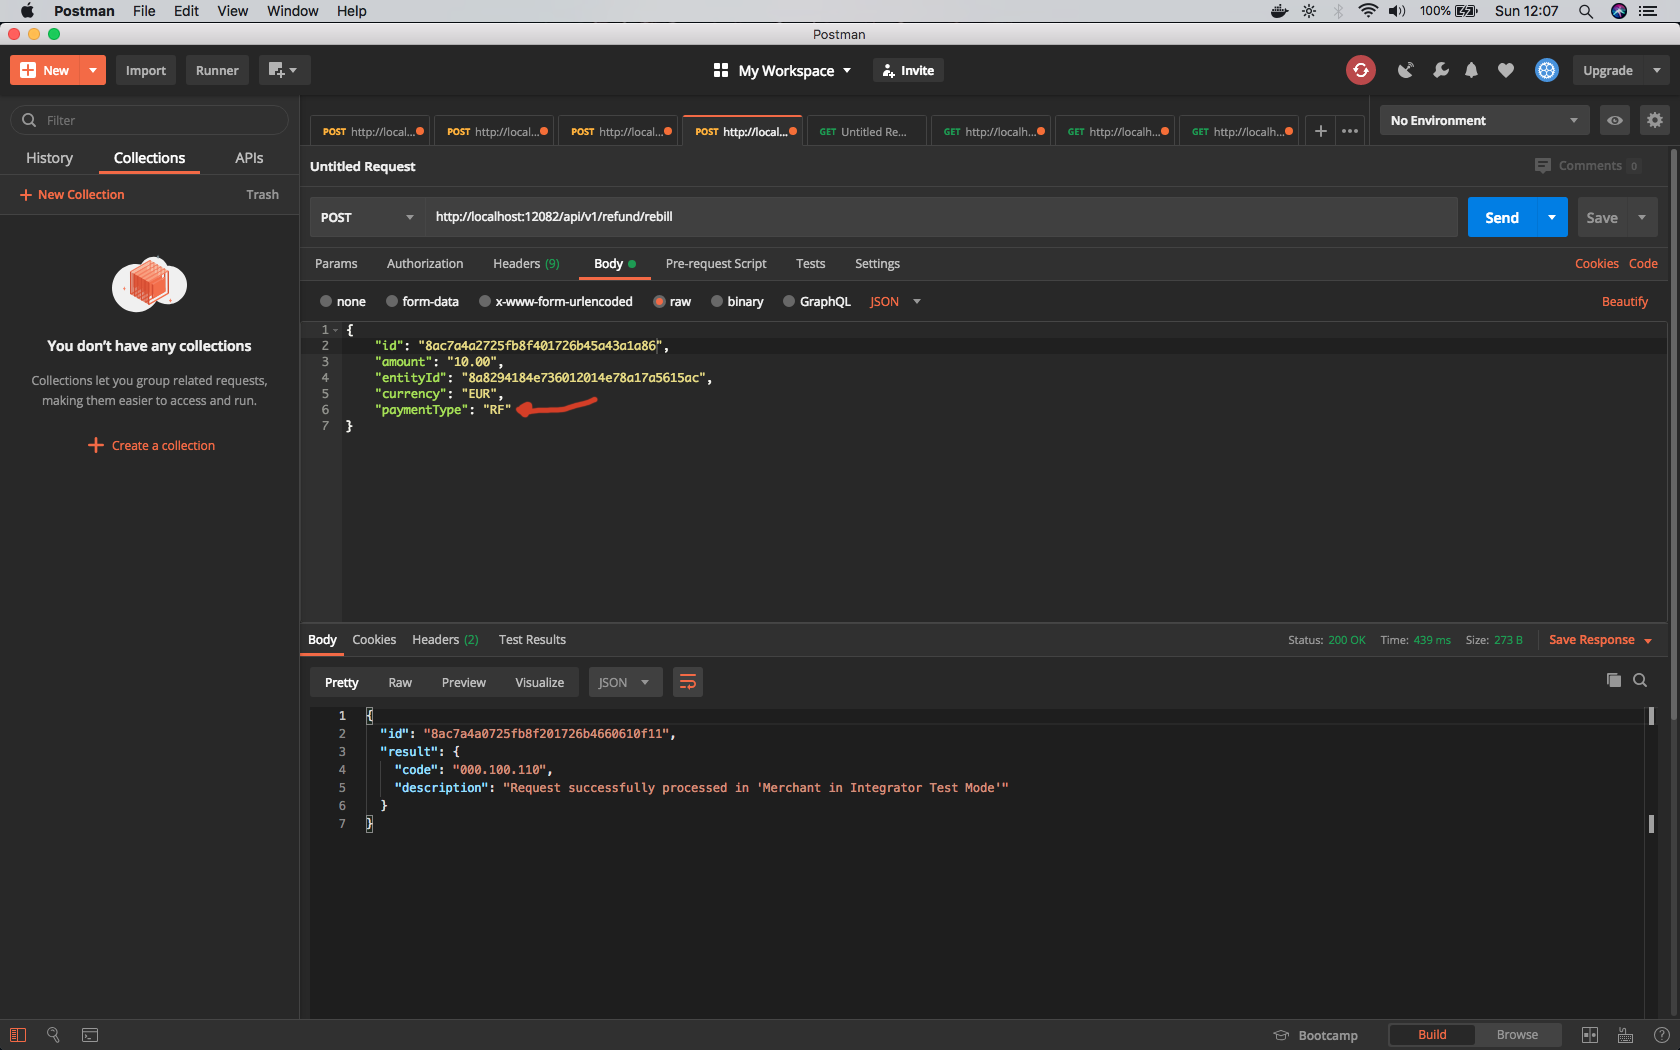 Postman File Edit View Window Help 100% Sun 12:07
Postman
New Import Runner My Workspace Invite Upgrade
Filter
POST http://local... POST http://local... POST http://local... POST http://local... GET Untitled Re... GET http://localh... GET http://localh... GET http://localh... No Environment
History Collections APIs
Untitled Request Comments 0
New Collection Trash
POST http://localhost:12082/api/v1/refund/rebill Send Save
Params Authorization Headers (9) Body Pre-request Script Tests Settings Cookies Code
none form-data x-www-form-urlencoded raw binary GraphQL JSON Beautify
You don't have any collections
Collections let you group related requests,
making them easier to access and run.
Create a collection
1 {
2 "id": "8ac7a4a2725fb8f401726b45a43a1a86",
3 "amount": "10.00",
4 "entityId": "8a8294184e736012014e78a17a5615ac",
5 "currency": "EUR",
6 "paymentType": "RF"
7 }
Body Cookies Headers (2) Test Results Status: 200 OK Time: 439 ms Size: 273 B Save Response
Pretty Raw Preview Visualize JSON
1 {
2 "id": "8ac7a4a0725fb8f201726b4660610f11",
3 "result": {
4 "code": "000.100.110",
5 "description": "Request successfully processed in 'Merchant in Integrator Test Mode'"
6 }
7 }
Bootcamp Build Browse